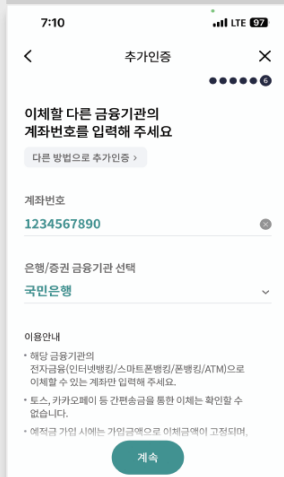 7:10
LTE 97
추가인증
6
이체할 다른 금융기관의
계좌번호를 입력해 주세요
다른 방법으로 추가인증 ›
계좌번호
1234567890
은행/증권 금융기관 선택
국민은행
이용안내
• 해당 금융기관의
전자금융(인터넷뱅킹/스마트폰뱅킹/폰뱅킹/ATM)으로
이체할 수 있는 계좌만 입력해 주세요.
• 토스, 카카오페이 등 간편송금을 통한 이체는 확인할 수
없습니다.
• 예적금 가입 시에는 가입금액으로 이체금액이 고정되며,
계속